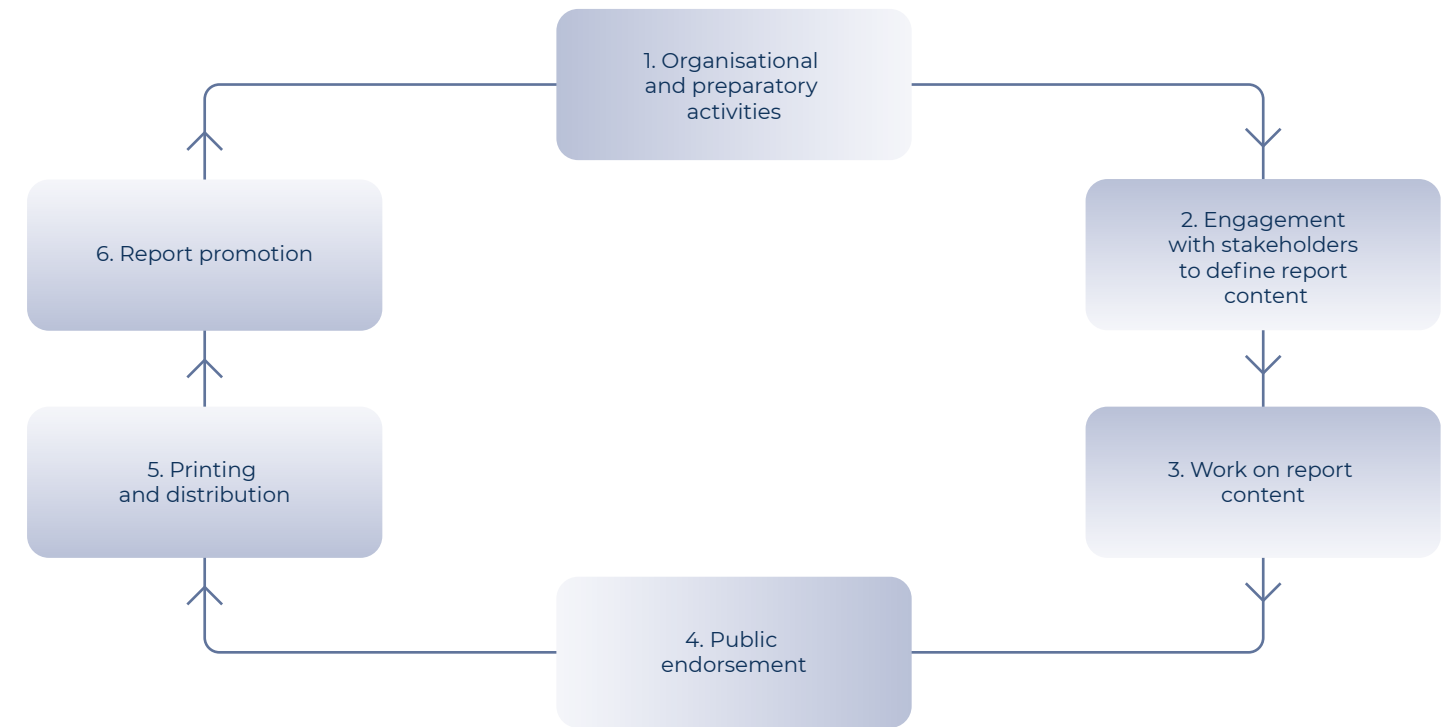 1. Organisational
and preparatory
activities
2. Engagement
with stakeholders
to define report
content
3. Work on report
content
4. Public
endorsement
5. Printing
and distribution
6. Report promotion